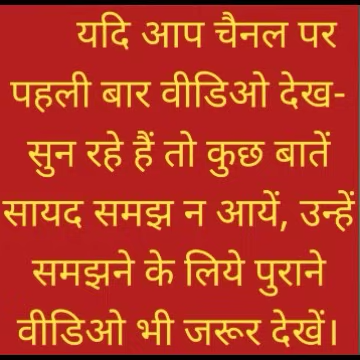 यदि आप चैनल पर
पहली बार वीडिओ देख-
सुन रहे हैं तो कुछ बातें
सायद समझ न आयें, उन्हें
समझने के लिये पुराने
वीडिओ भी जरूर देखें।